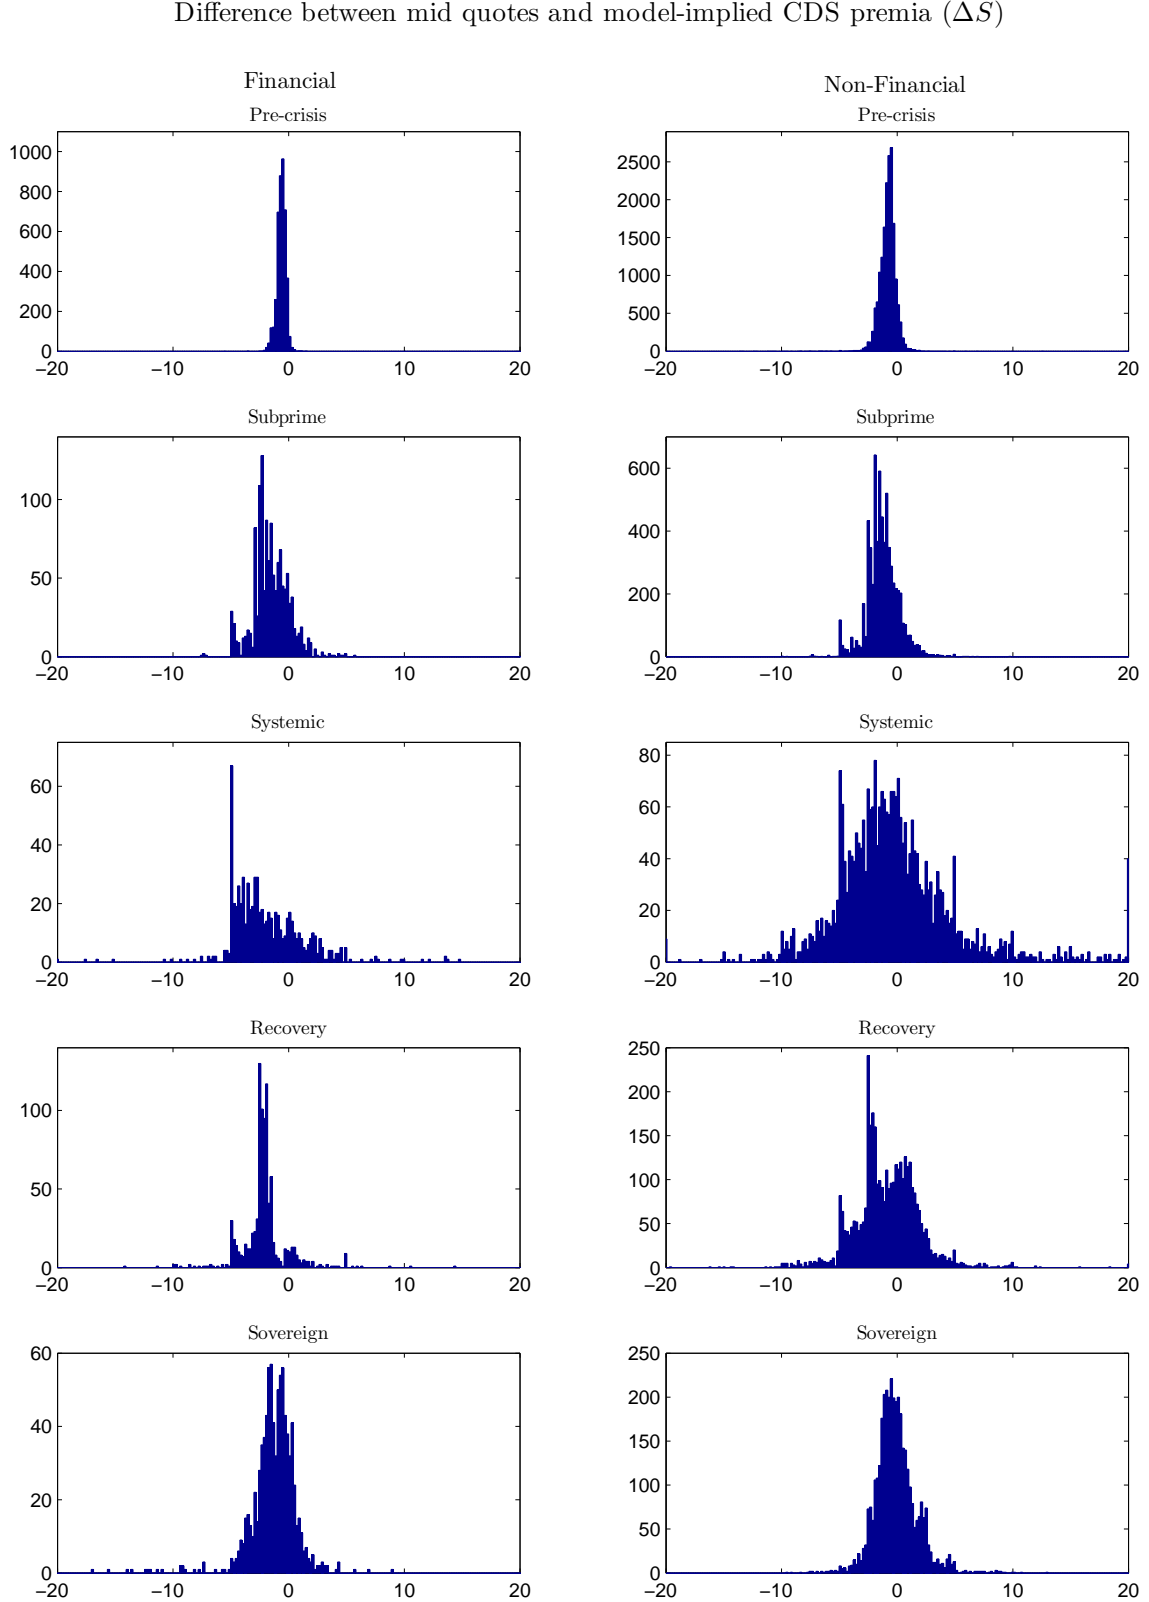 Difference between mid quotes and model-implied CDS premia (ΔS)
Financial
Non-Financial
Pre-crisis
Pre-crisis
1000
800
600
400
200
0
−20 −10 0 10 20
2500
2000
1500
1000
500
0
−20 −10 0 10 20
Subprime
Subprime
100
50
0
−20 −10 0 10 20
600
400
200
0
−20 −10 0 10 20
Systemic
Systemic
60
40
20
0
−20 −10 0 10 20
80
60
40
20
0
−20 −10 0 10 20
Recovery
Recovery
100
50
0
−20 −10 0 10 20
250
200
150
100
50
0
−20 −10 0 10 20
Sovereign
Sovereign
60
40
20
0
−20 −10 0 10 20
250
200
150
100
50
0
−20 −10 0 10 20